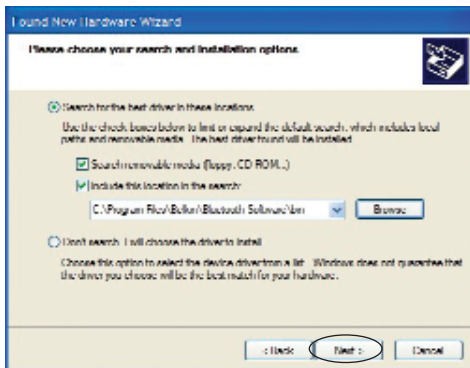 Found New Hardware Wizard
Please choose your search and installation options.
Search for the best driver in these locations.
Use the check boxes below to limit or expand the default search, which includes local
paths and removable media. The best driver found will be installed.
Search removable media (floppy, CD-ROM...)
Include this location in the search:
C:\Program Files\Belkin\Bluetooth Software\bin
Browse
Don't search. I will choose the driver to install.
Choose this option to select the device driver from a list. Windows does not guarantee that
the driver you choose will be the best match for your hardware.
< Back
Next >
Cancel